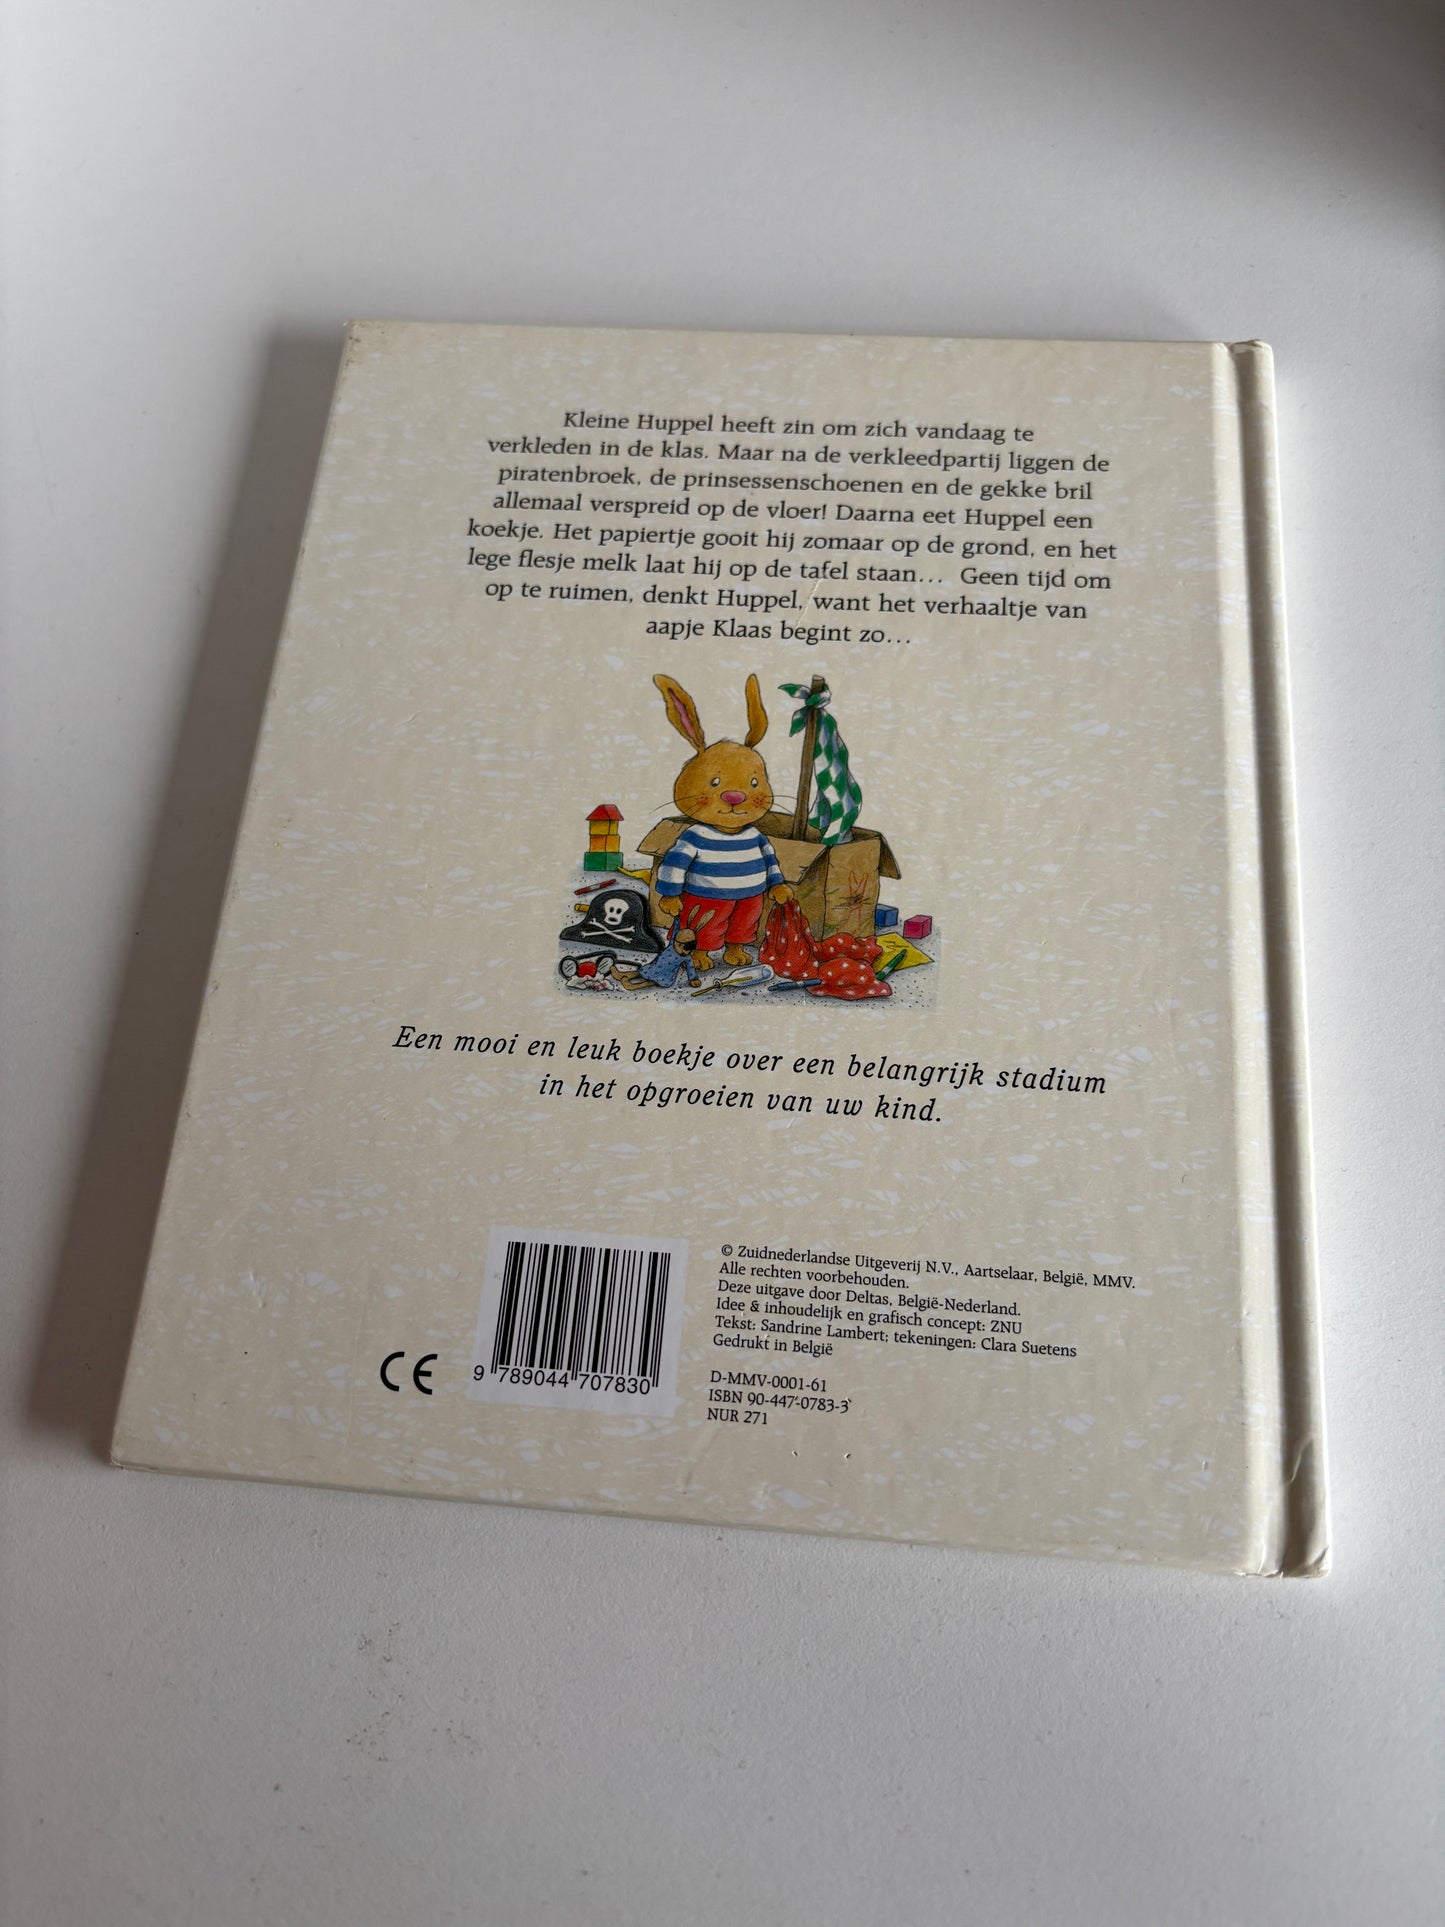 Kleine Huppel heeft zin om zich vandaag te
verkleden in de klas. Maar na de verkleedpartij liggen de
piratenbroek, de prinsessenschoenen en de gekke bril
allemaal verspreid op de vloer! Daarna eet Huppel een
koekje. Het papiertje gooit hij zomaar op de grond, en het
lege flesje melk laat hij op de tafel staan... Geen tijd om
op te ruimen, denkt Huppel, want het verhaaltje van
aapje Klaas begint zo...
Een mooi en leuk boekje over een belangrijk stadium
in het opgroeien van uw kind.
CE
9 789044 707830
© Zuidnederlandse Uitgeverij N.V., Aartselaar, België, MMV.
Alle rechten voorbehouden.
Deze uitgave door Deltas, België-Nederland.
Idee & inhoudelijk en grafisch concept: ZNU
Tekst: Sandrine Lambert; tekeningen: Clara Suetens
Gedrukt in België
D-MMV-0001-61
ISBN 90-447-0783-3
NUR 271